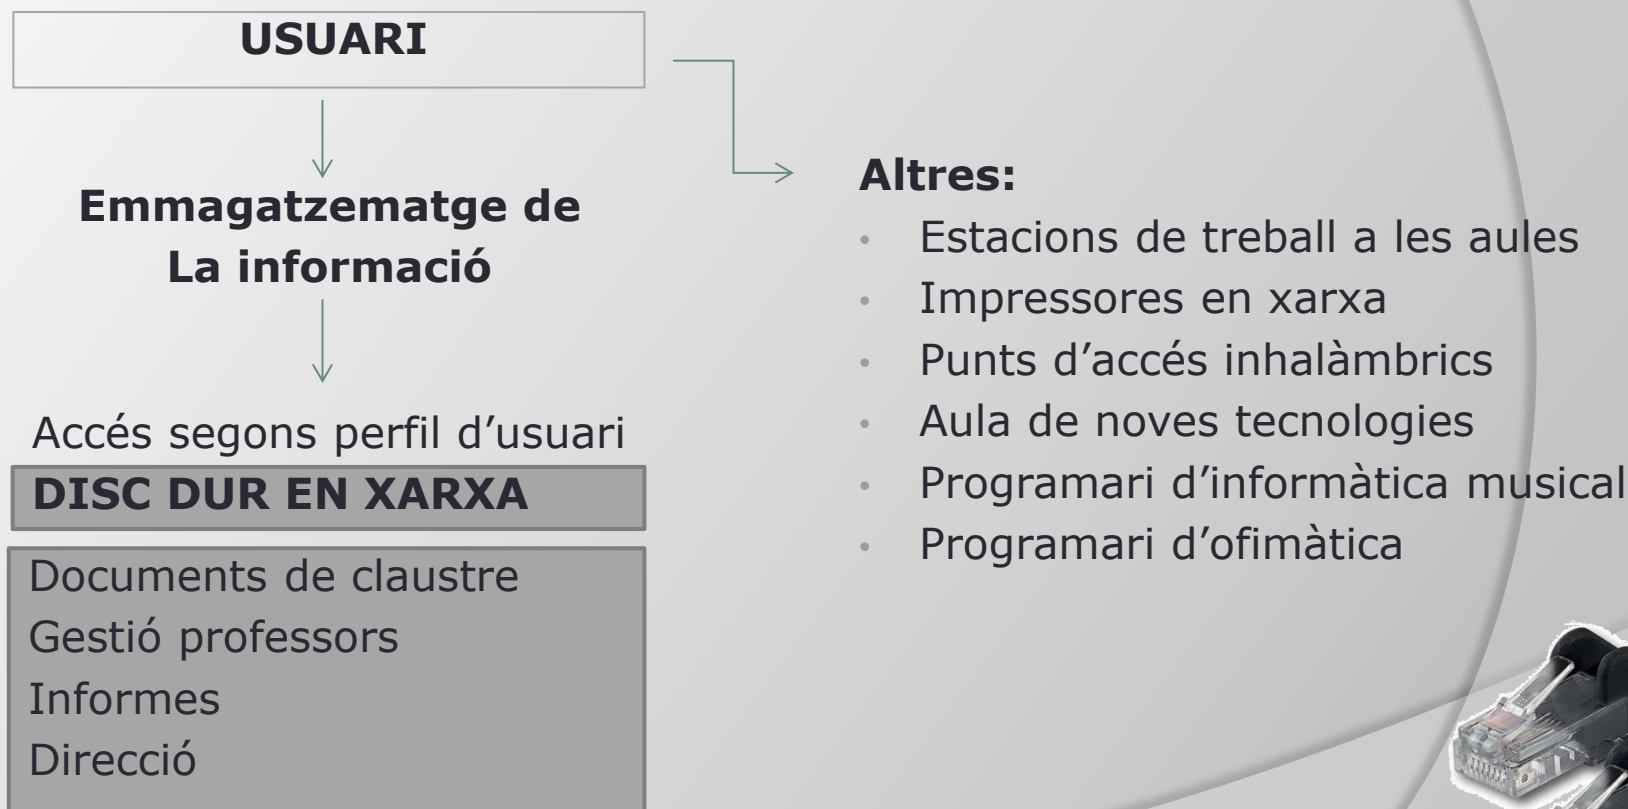 USUARI
Emmagatzematge de
La informació
Accés segons perfil d’usuari
DISC DUR EN XARXA
Documents de claustre
Gestió professors
Informes
Direcció
Altres:
• Estacions de treball a les aules
• Impressores en xarxa
• Punts d’accés inhalàmbrics
• Aula de noves tecnologies
• Programari d’informàtica musical
• Programari d’ofimàtica